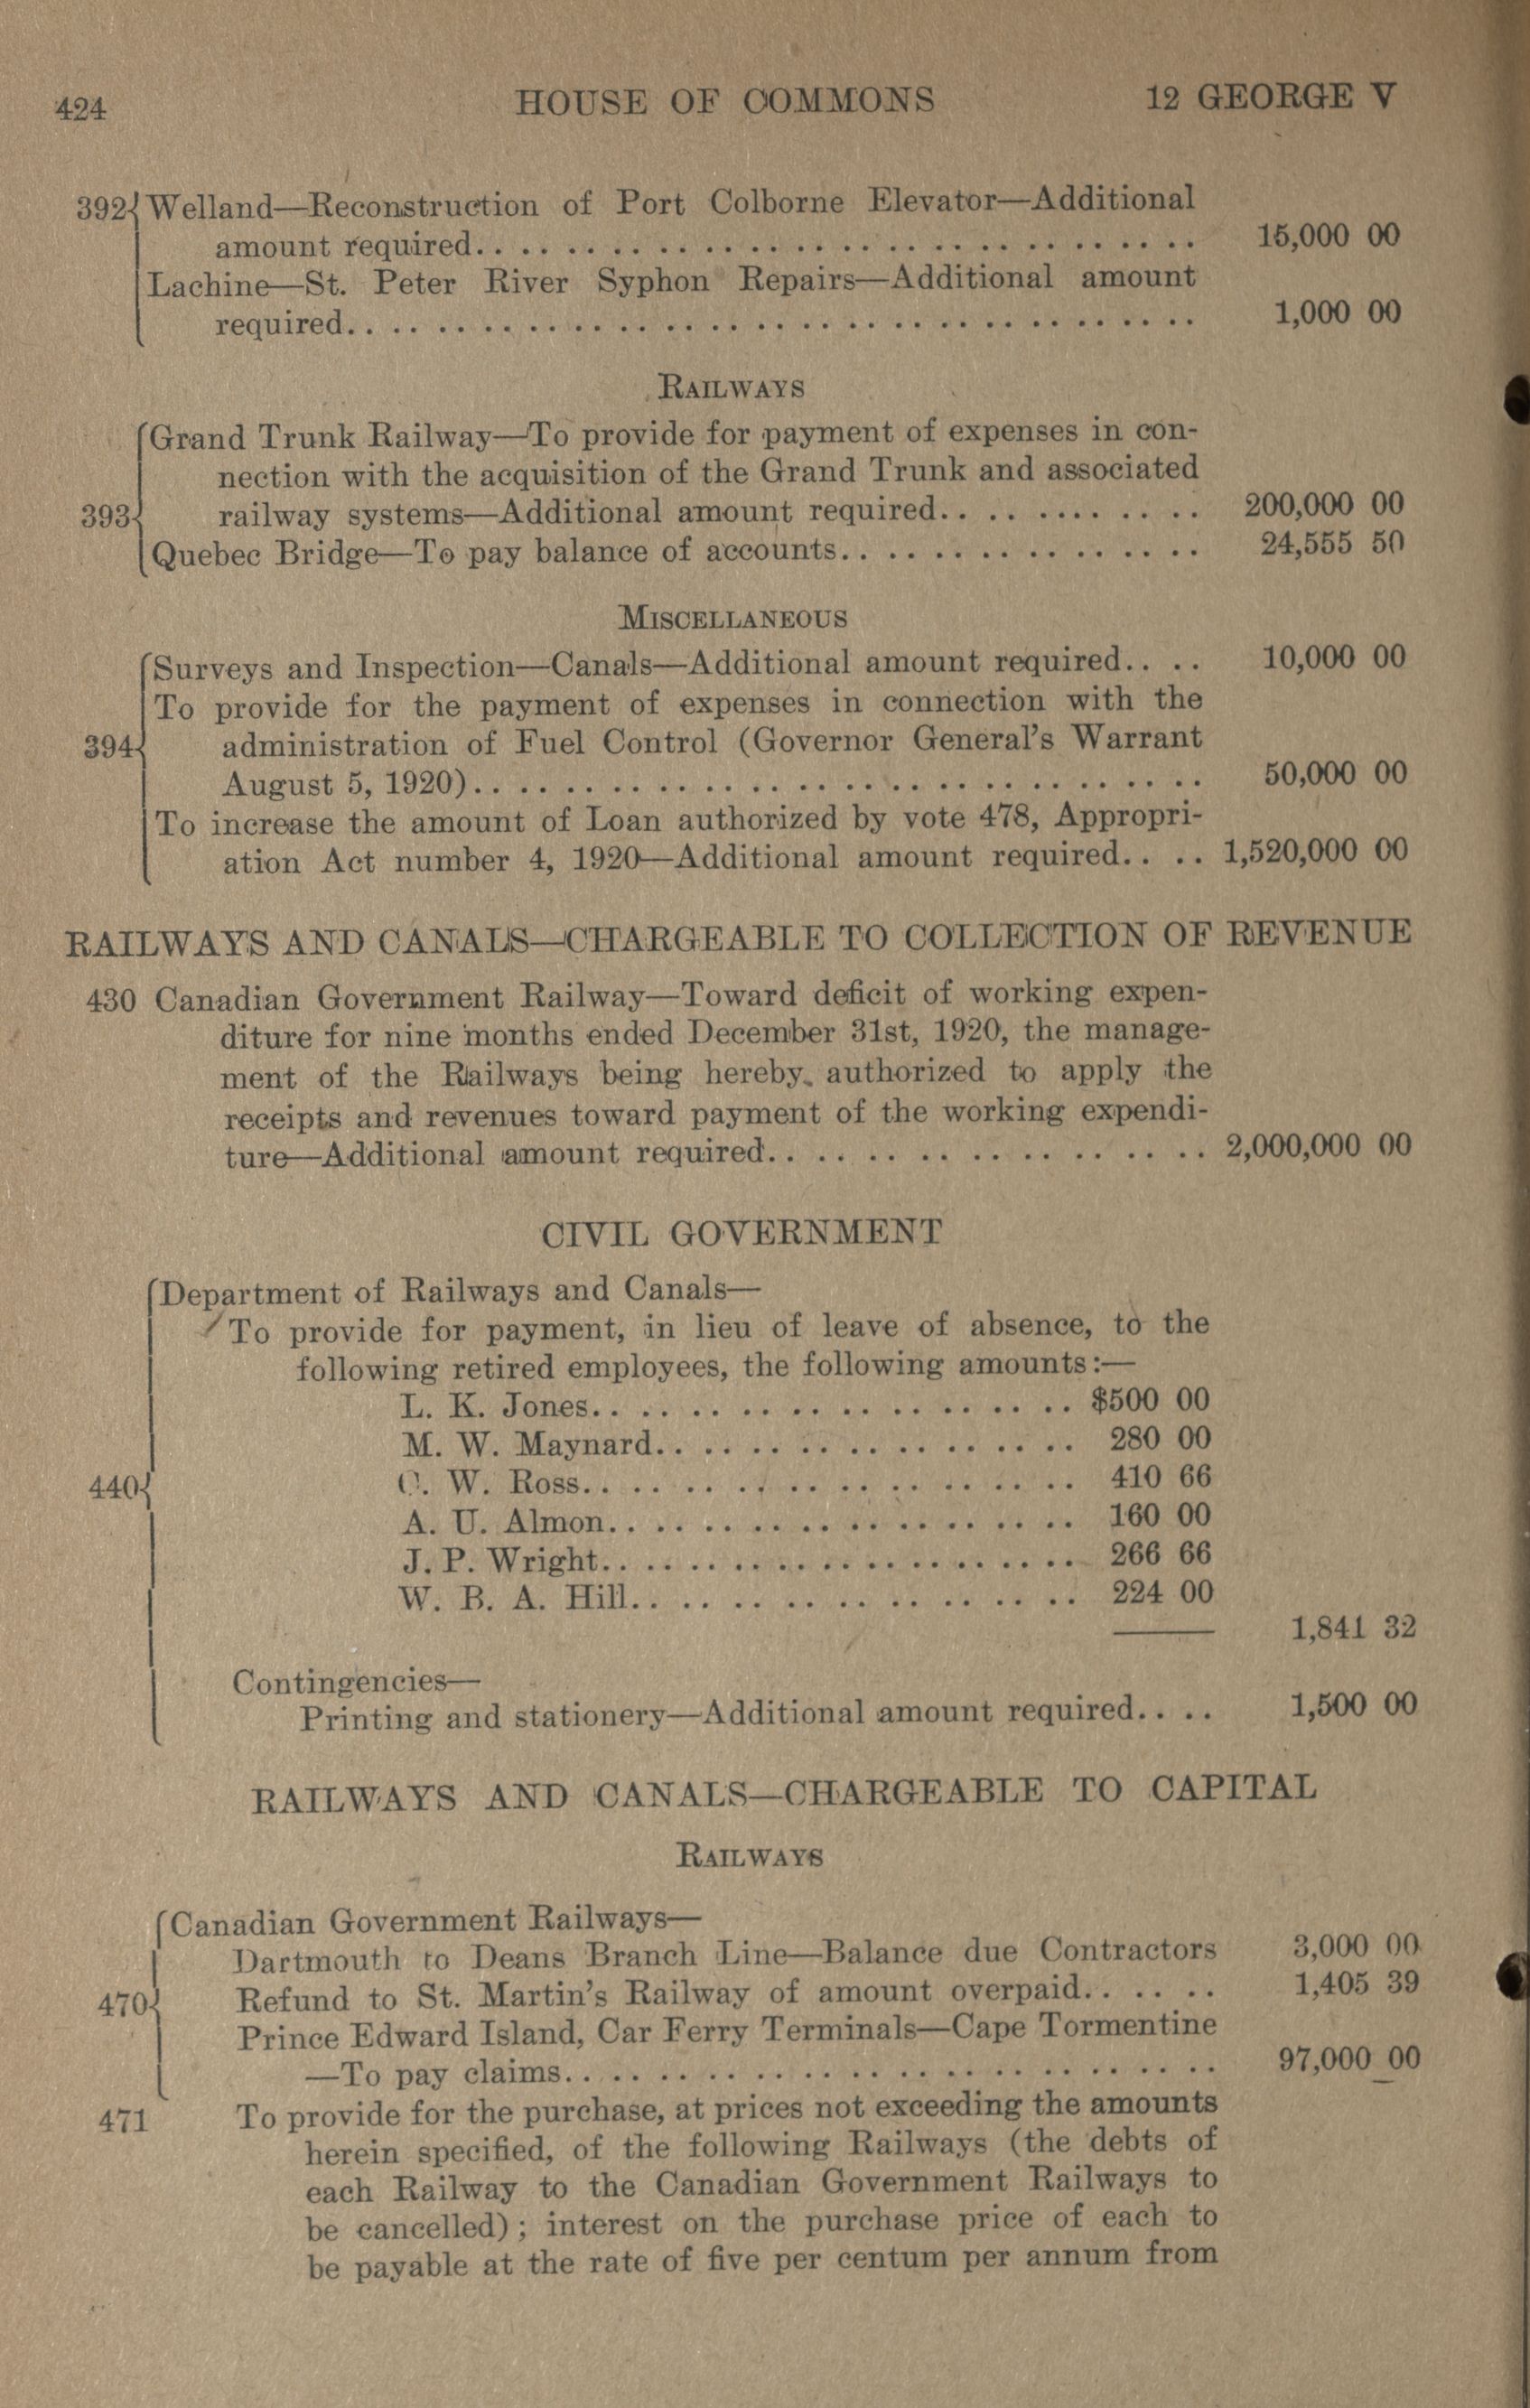 424 HOUSE OF COMMONS 12 GEORGE V
392{Welland—Reconstruction of Port Colborne Elevator—Additional
amount required.. .. .. .. .. .. .. .. .. .. .. .. .. .. .. .. 15,000 00
Lachine—St. Peter River Syphon Repairs—Additional amount
required.. .. .. .. .. .. .. .. .. .. .. .. .. .. .. .. .. .. .. 1,000 00
RAILWAYS
Grand Trunk Railway—To provide for payment of expenses in con-
nection with the acquisition of the Grand Trunk and associated
393{ railway systems—Additional amount required.. .. .. .. .. .. 200,000 00
Quebec Bridge—To pay balance of accounts.. .. .. .. .. .. .. .. 24,555 50
MISCELLANEOUS
Surveys and Inspection—Canals—Additional amount required.. .. 10,000 00
To provide for the payment of expenses in connection with the
394{ administration of Fuel Control (Governor General's Warrant
August 5, 1920).. .. .. .. .. .. .. .. .. .. .. .. .. .. .. .. 50,000 00
To increase the amount of Loan authorized by vote 478, Appropri-
ation Act number 4, 1920—Additional amount required.. .. 1,520,000 00
RAILWAYS AND CANALS—CHARGEABLE TO COLLECTION OF REVENUE
430 Canadian Government Railway—Toward deficit of working expen-
diture for nine months ended December 31st, 1920, the manage-
ment of the Railways being hereby authorized to apply the
receipts and revenues toward payment of the working expendi-
ture—Additional amount required.. .. .. .. .. .. .. .. .. 2,000,000 00
CIVIL GOVERNMENT
Department of Railways and Canals—
To provide for payment, in lieu of leave of absence, to the
following retired employees, the following amounts:—
L. K. Jones.. .. .. .. .. .. .. .. .. .. $500 00
M. W. Maynard.. .. .. .. .. .. .. .. .. 280 00
440{ C. W. Ross.. .. .. .. .. .. .. .. .. .. 410 66
A. U. Almon.. .. .. .. .. .. .. .. .. .. 160 00
J. P. Wright.. .. .. .. .. .. .. .. .. .. 266 66
W. B. A. Hill.. .. .. .. .. .. .. .. .. 224 00
1,841 32
Contingencies—
Printing and stationery—Additional amount required.. .. 1,500 00
RAILWAYS AND CANALS—CHARGEABLE TO CAPITAL
RAILWAYS
Canadian Government Railways—
Dartmouth to Deans Branch Line—Balance due Contractors 3,000 00
470{ Refund to St. Martin's Railway of amount overpaid.. .. .. 1,405 39
Prince Edward Island, Car Ferry Terminals—Cape Tormentine
—To pay claims.. .. .. .. .. .. .. .. .. .. .. .. .. .. 97,000 00
471 To provide for the purchase, at prices not exceeding the amounts
herein specified, of the following Railways (the debts of
each Railway to the Canadian Government Railways to
be cancelled); interest on the purchase price of each to
be payable at the rate of five per centum per annum from